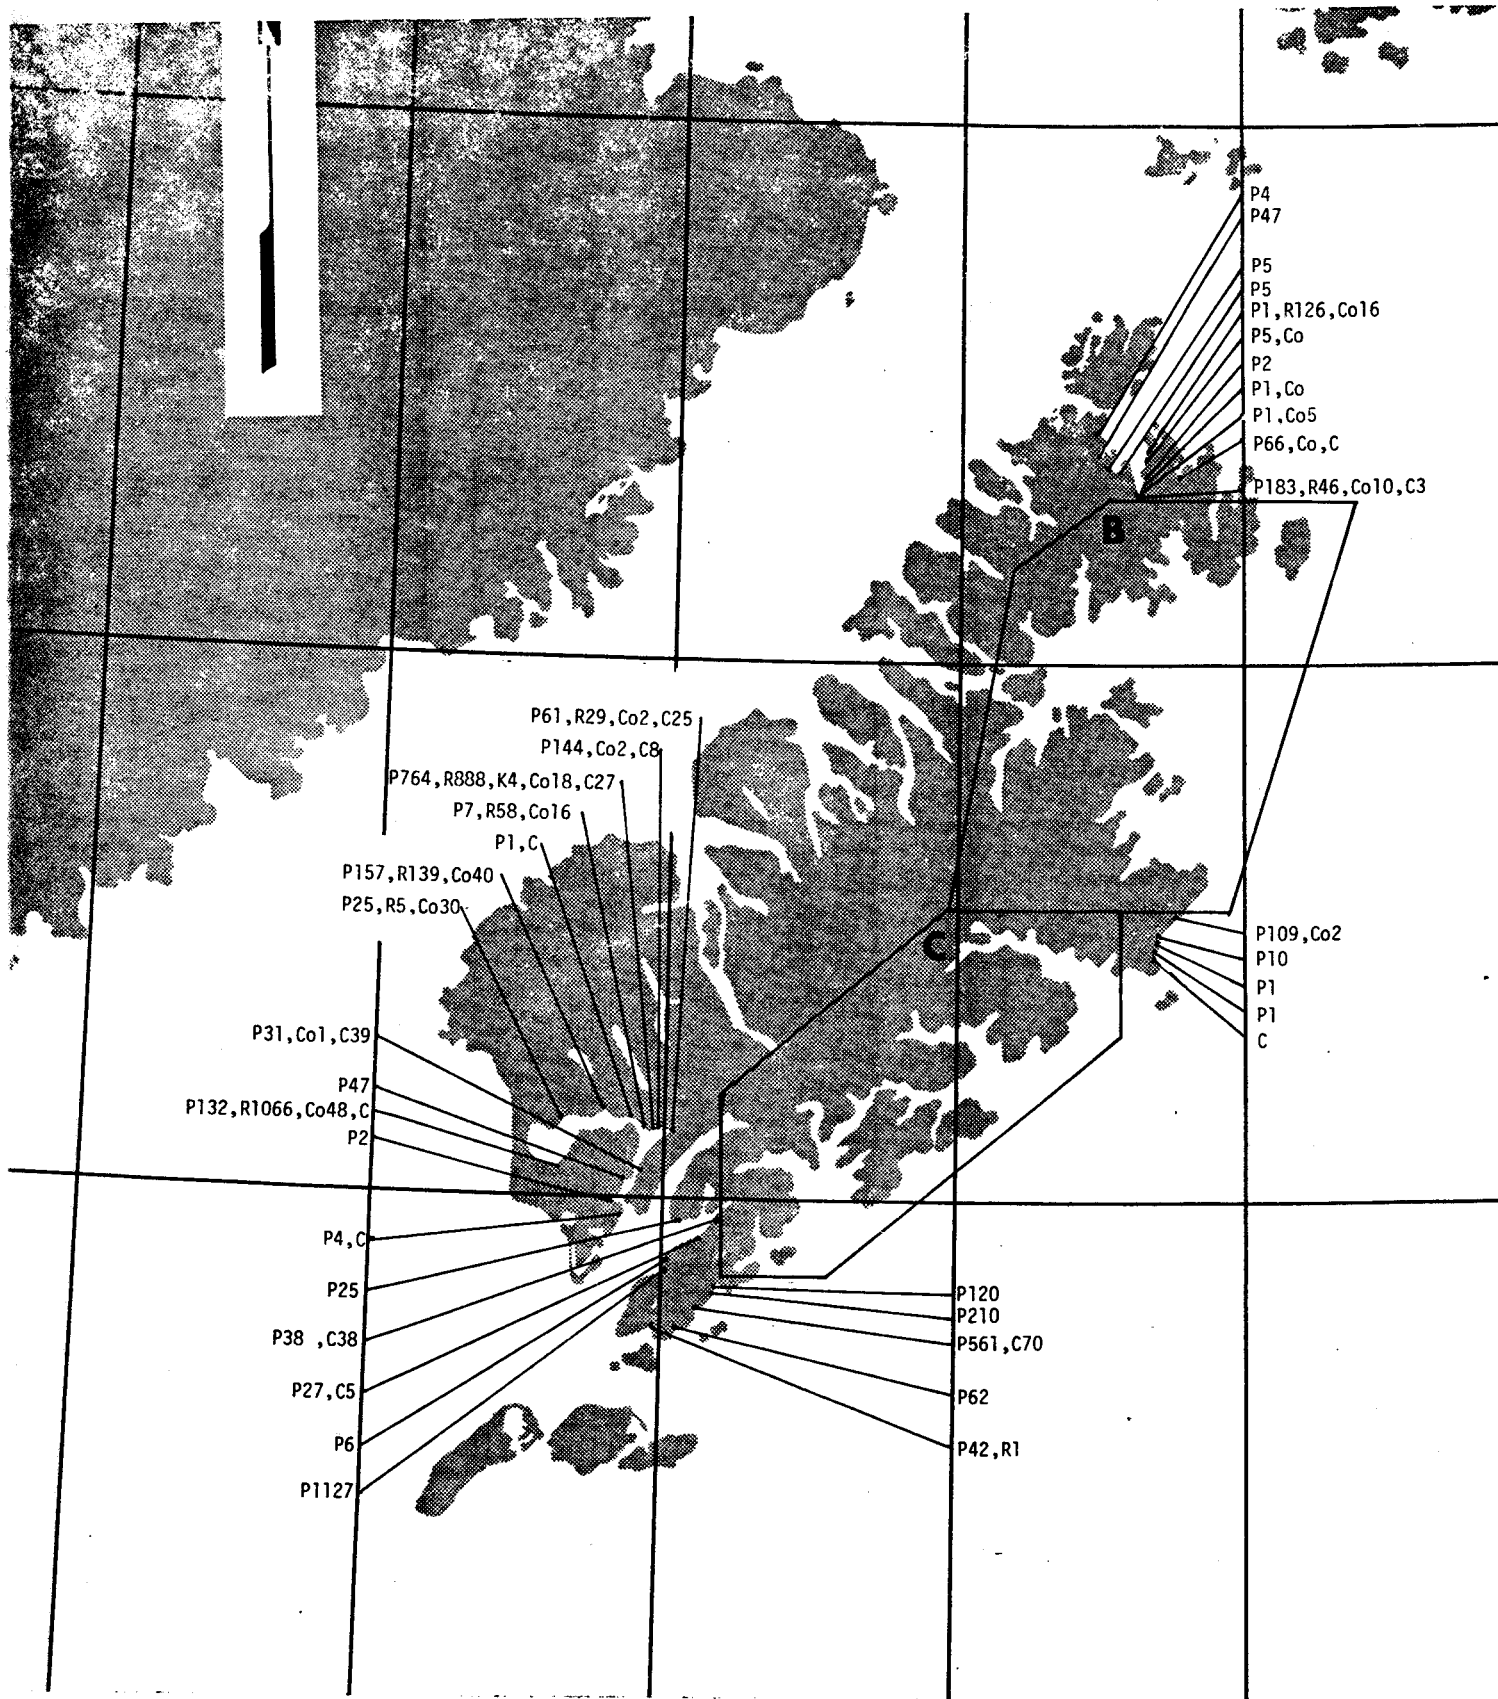 P4
P47
P5
P5
P1,R126,Co16
P5,Co
P2
P1,Co
P1,Co5
P66,Co,C
P183,R46,Co10,C3
B
P61,R29,Co2,C25
P144,Co2,C8
P764,R888,K4,Co18,C27
P7,R58,Co16
P1,C
P157,R139,Co40
P25,R5,Co30
C
P109,Co2
P10
P1
P1
C
P31,Co1,C39
P47
P132,R1066,Co48,C
P2
P4,C
P25
P38 ,C38
P27,C5
P6
P1127
P120
P210
P561,C70
P62
P42,R1